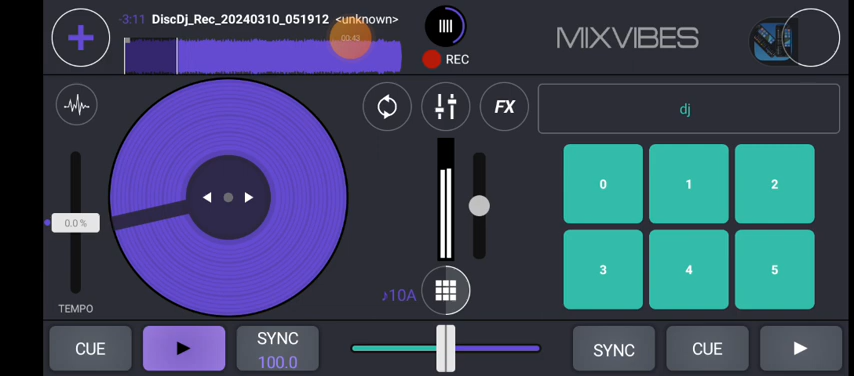 -3:11 DiscDj_Rec_20240310_051912 <unknown>
00:43
REC
MIXVIBES
FX
dj
0 1 2
0.0%
3 4 5
♪10A
TEMPO
CUE
SYNC
100.0
SYNC
CUE